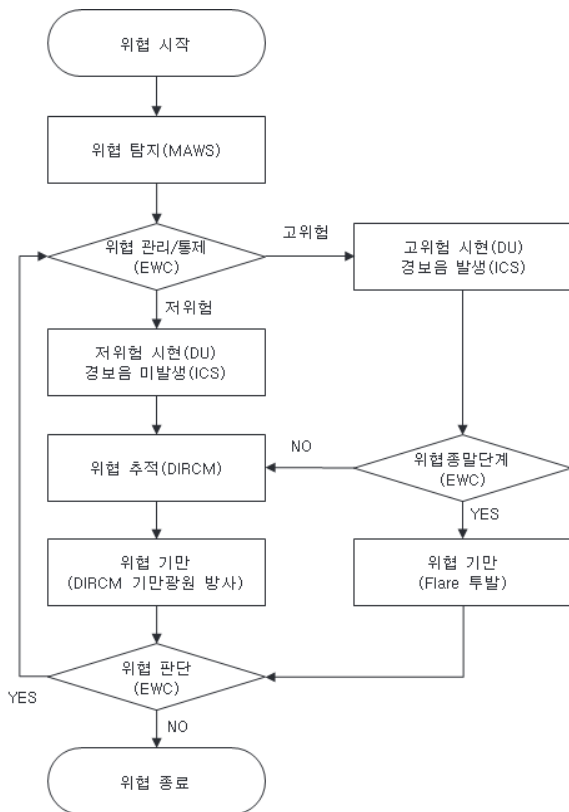 위협 시작
위협 탐지(MAWS)
위협 관리/통제
(EWC)
고위험
고위험 시현(DU)
경보음 발생(ICS)
저위험
저위험 시현(DU)
경보음 미발생(ICS)
위협 추적(DIRCM)
NO
위협종말단계
(EWC)
YES
위협 기만
(DIRCM 기만광원 방사)
위협 기만
(Flare 투발)
위협 판단
(EWC)
YES
NO
위협 종료